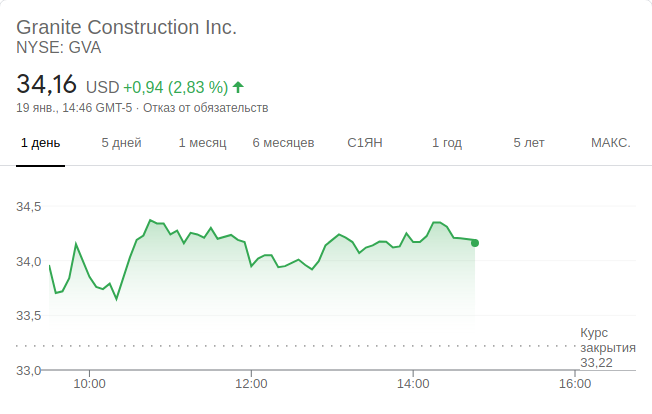 Granite Construction Inc.
NYSE: GVA
34,16 USD +0,94 (2,83 %)
19 янв., 14:46 GMT-5 · Отказ от обязательств
1 день 5 дней 1 месяц 6 месяцев С1ЯН 1 год 5 лет МАКС.
34,5
34,0
33,5
Курс
закрытия
33,22
33,0
10:00 12:00 14:00 16:00